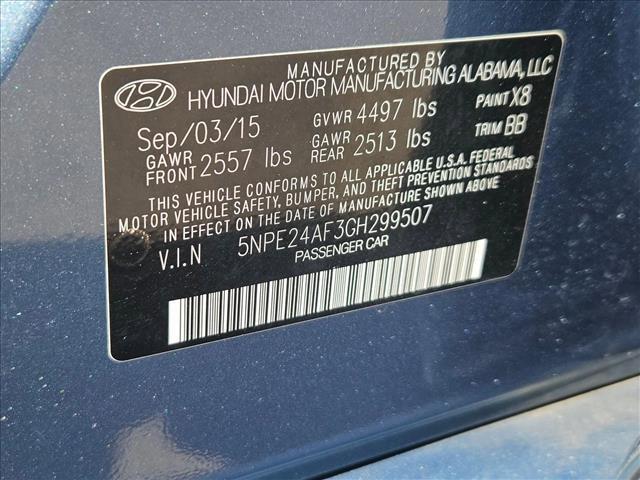 MANUFACTURED BY
HYUNDAI MOTOR MANUFACTURING ALABAMA, LLC
Sep/03/15 GVWR 4497 lbs PAINT X8
GAWR FRONT 2557 lbs GAWR REAR 2513 lbs TRIM BB
THIS VEHICLE CONFORMS TO ALL APPLICABLE U.S.A. FEDERAL
MOTOR VEHICLE SAFETY, BUMPER, AND THEFT PREVENTION
STANDARDS IN EFFECT ON THE DATE OF MANUFACTURE SHOWN ABOVE.
V.I.N 5NPE24AF3GH299507
PASSENGER CAR